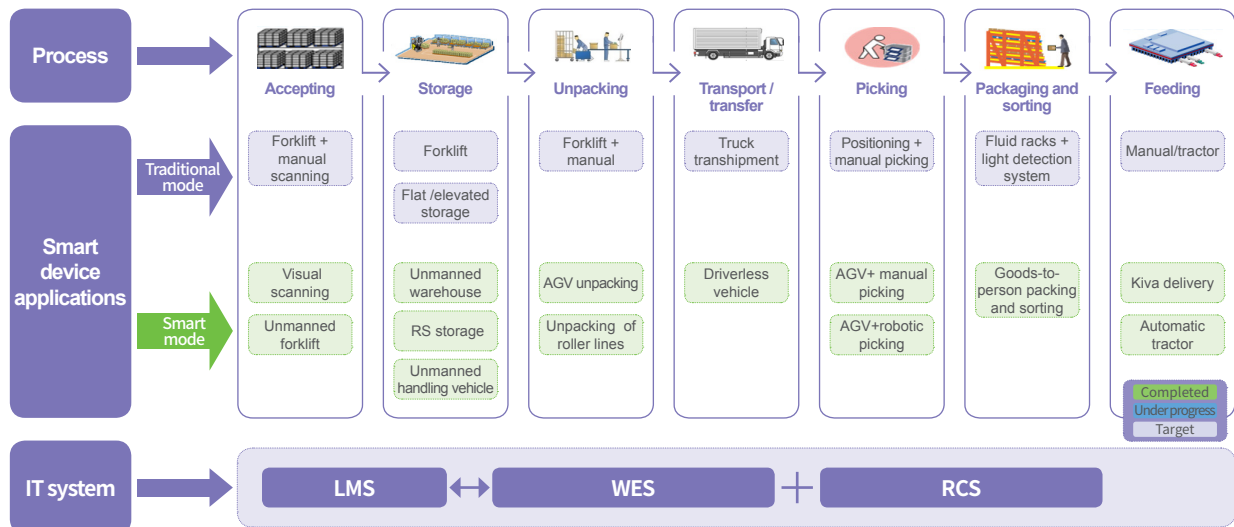 Process
Accepting
Storage
Unpacking
Transport /
transfer
Picking
Packaging and
sorting
Feeding
Smart
device
applications
Traditional
mode
Forklift +
manual
scanning
Forklift
Flat /elevated
storage
Forklift +
manual
Truck
transhipment
Positioning +
manual picking
Fluid racks +
light detection
system
Manual/tractor
Smart
mode
Visual
scanning
Unmanned
forklift
Unmanned
warehouse
RS storage
Unmanned
handling vehicle
AGV unpacking
Unpacking of
roller lines
Driverless
vehicle
AGV+ manual
picking
AGV+robotic
picking
Goods-to-
person packing
and sorting
Kiva delivery
Automatic
tractor
Completed
Under progress
Target
IT system
LMS
WES
RCS